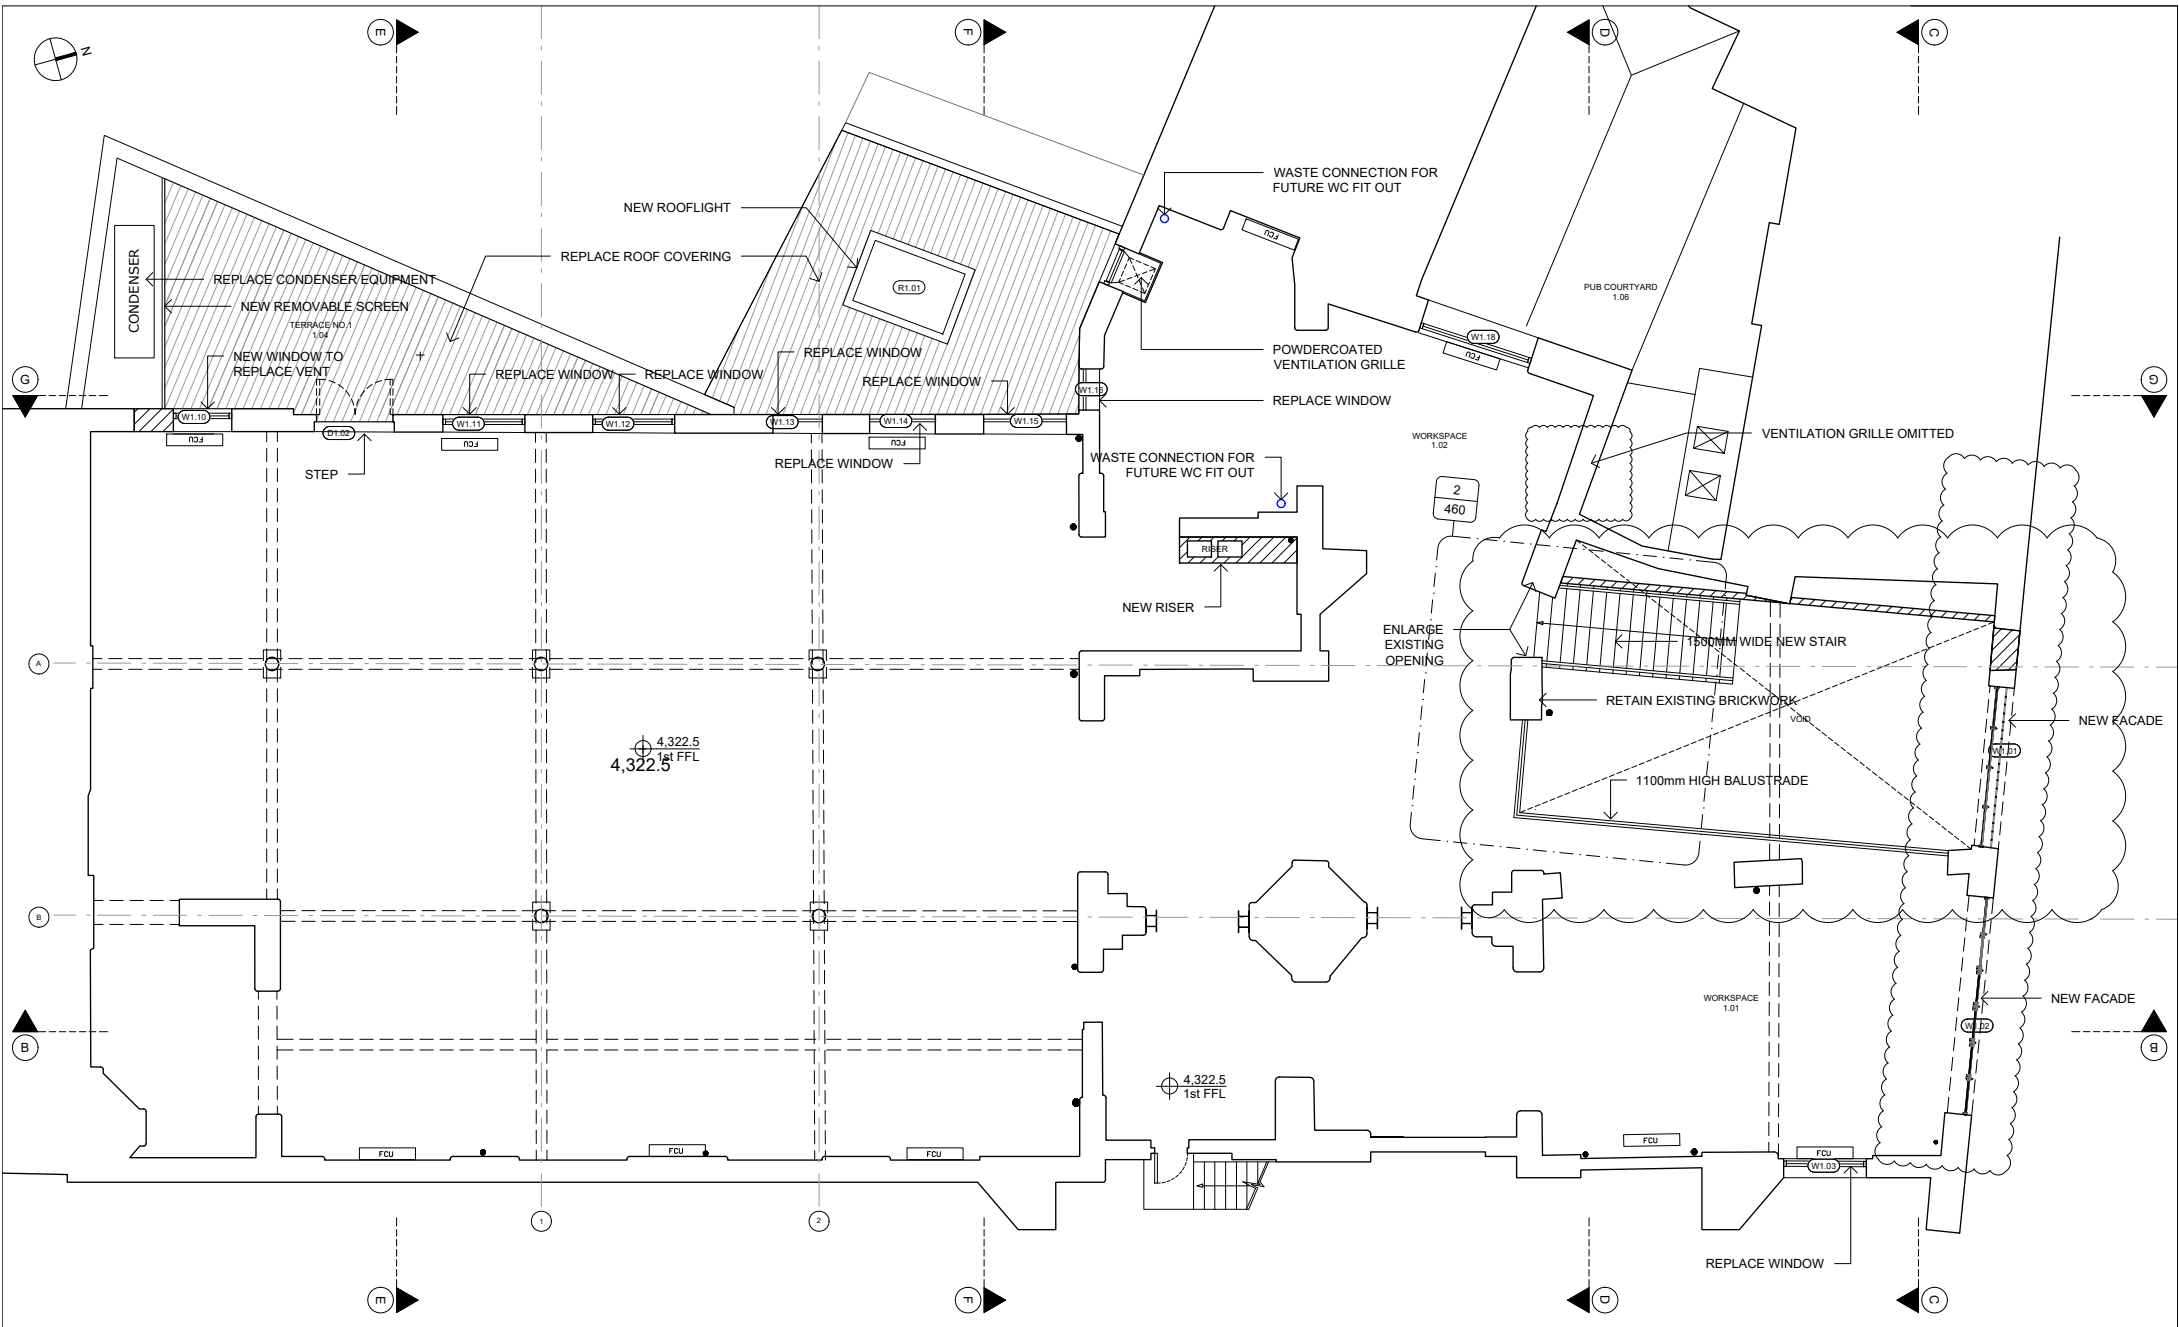 E
F
D
C
N
WASTE CONNECTION FOR
FUTURE WC FIT OUT
NEW ROOFLIGHT
FCU
REPLACE ROOF COVERING
CONDENSER
REPLACE CONDENSER EQUIPMENT
R1.01
PUB COURTYARD
1.06
NEW REMOVABLE SCREEN
TERRACE NO.1
1.04
W1.18
FCU
NEW WINDOW TO
REPLACE VENT
REPLACE WINDOW
POWDERCOATED
VENTILATION GRILLE
REPLACE WINDOW
REPLACE WINDOW
REPLACE WINDOW
G
G
W1.16
REPLACE WINDOW
W1.10
D1.02
W1.11
W1.12
W1.13
W1.14
W1.15
FCU
FCU
FCU
WORKSPACE
1.02
VENTILATION GRILLE OMITTED
STEP
REPLACE WINDOW
WASTE CONNECTION FOR
FUTURE WC FIT OUT
2
460
RISER
NEW RISER
ENLARGE
EXISTING
OPENING
1500MM WIDE NEW STAIR
A
RETAIN EXISTING BRICKWORK
VOID
NEW FACADE
W1.01
4,322.5
1st FFL
4,322.5
1100mm HIGH BALUSTRADE
B
WORKSPACE
1.01
NEW FACADE
W1.02
B
B
4,322.5
1st FFL
FCU
FCU
FCU
FCU
FCU
W1.03
1
2
REPLACE WINDOW
E
F
D
C